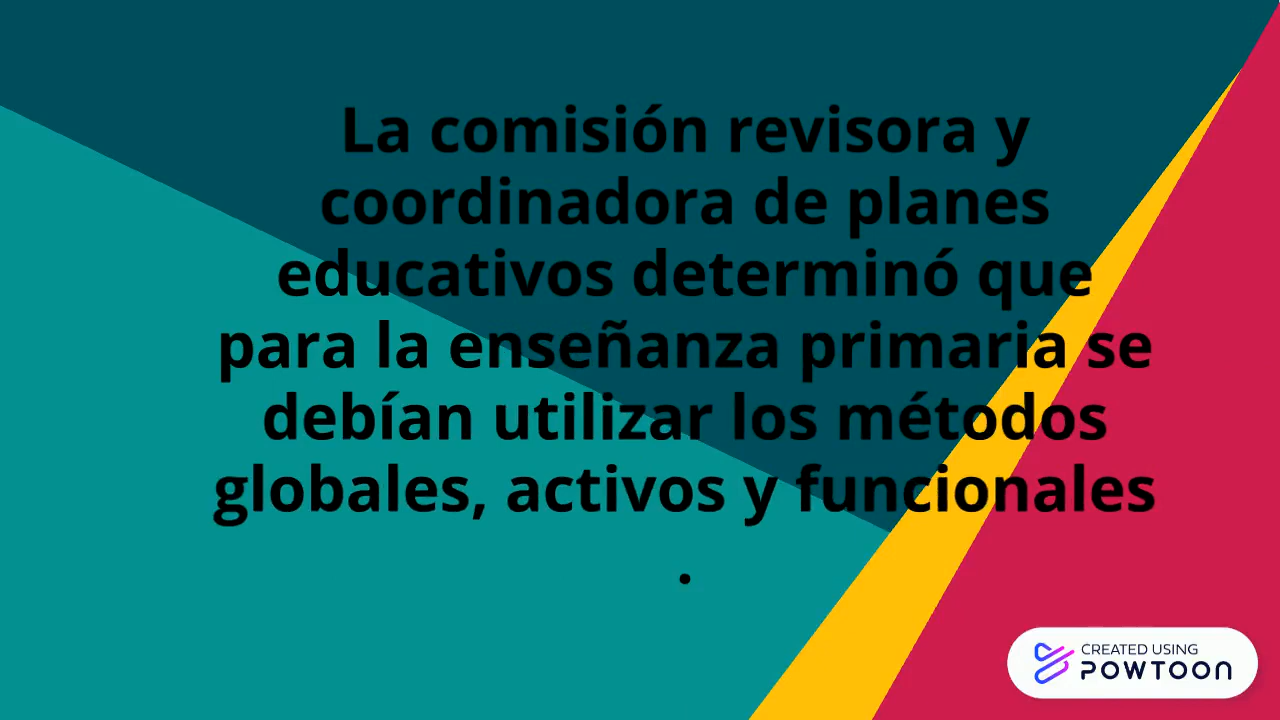 La comisión revisora y
coordinadora de planes
educativos determinó que
para la enseñanza primaria se
debían utilizar los métodos
globales, activos y funcionales
.
CREATED USING
POWTOON